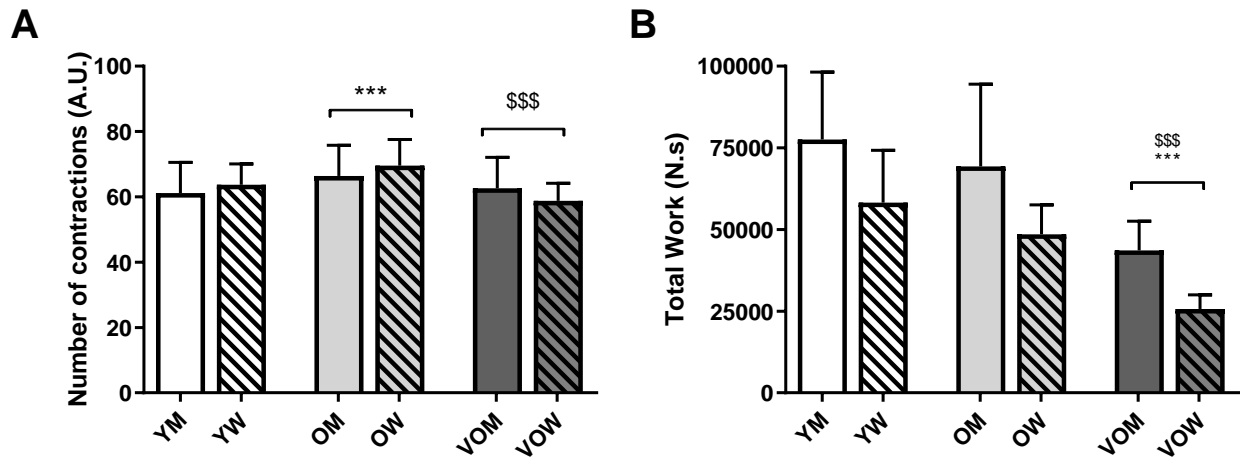 A
Number of contractions (A.U.)
100
80
60
40
20
0
***
$$$
YM
YW
OM
OW
VOM
VOW
B
Total Work (N.s)
100000
75000
50000
25000
0
$$$
***
YM
YW
OM
OW
VOM
VOW